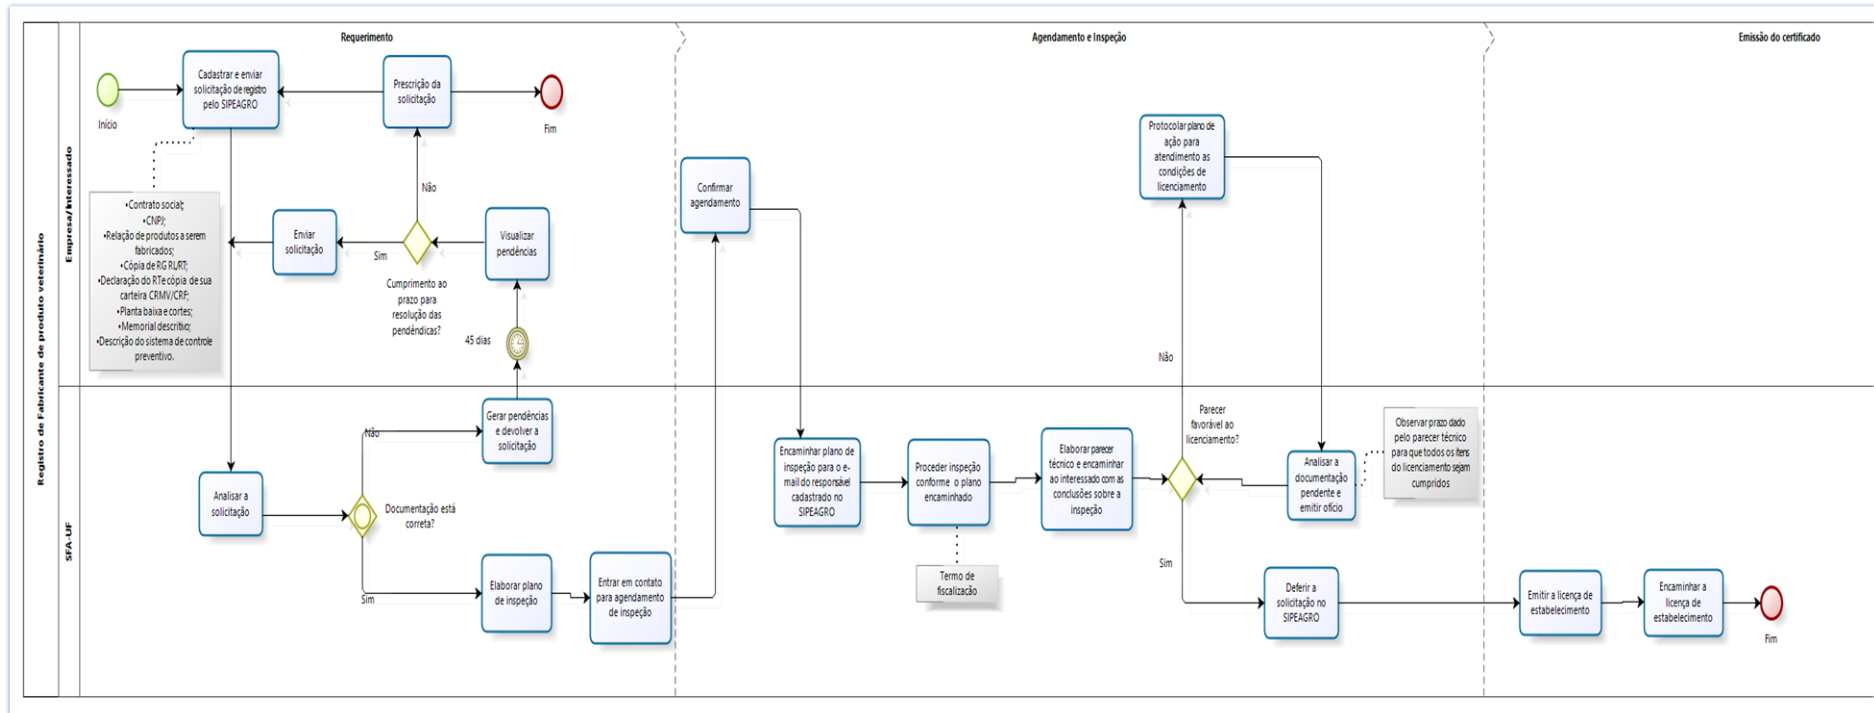 Registro de Fabricante de produto veterinário
Empresa/Interessado
SFA-UF
Requerimento
Agendamento e Inspeção
Emissão do certificado
Início
Cadastrar e enviar
solicitação de registro
pelo SIPEAGRO
Prescrição da
solicitação
Fim
•Contrato social;
•CNPJ;
•Relação de produtos a serem
fabricados;
•Cópia de RG RL/RT;
•Declaração do RTe cópia de sua
carteira CRMV/CRF;
•Planta baixa e cortes;
•Memorial descritivo;
•Descrição do sistema de controle
preventivo.
Enviar
solicitação
Sim
Não
Cumprimento ao
prazo para
resolução das
pendêndicas?
Visualizar
pendências
45 dias
Gerar pendências
e devolver a
solicitação
Não
Analisar a
solicitação
Documentação está
correta?
Sim
Elaborar plano
de inspeção
Entrar em contato
para agendamento
de inspeção
Confirmar
agendamento
Encaminhar plano de
inspeção para o e-
mail do responsável
cadastrado no
SIPEAGRO
Proceder inspeção
conforme o plano
encaminhado
Termo de
fiscalização
Elaborar parecer
técnico e encaminhar
ao interessado com as
conclusões sobre a
inspeção
Protocolar plano de
ação para
atendimento as
condições de
licenciamento
Não
Parecer
favorável ao
licenciamento?
Sim
Analisar a
documentação
pendente e
emitir ofício
Observar prazo dado
pelo parecer técnico
para que todos os itens
do licenciamento sejam
cumpridos
Deferir a
solicitação no
SIPEAGRO
Emitir a licença de
estabelecimento
Encaminhar a
licença de
estabelecimento
Fim